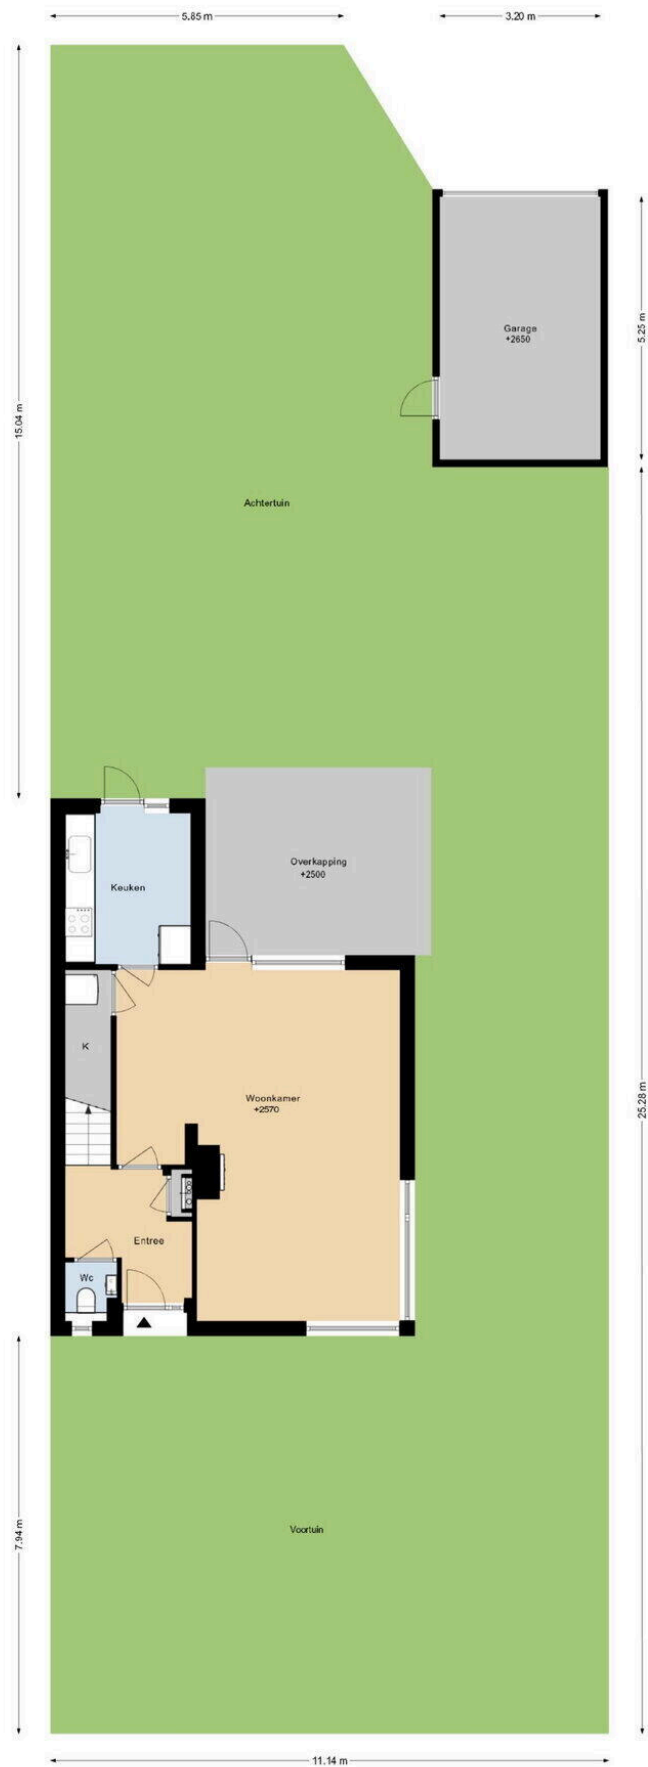 5.85 m
3.20 m
5.25 m
Garage
+2650
15.04 m
Achtertuin
Overkapping
+2500
Keuken
K
Woonkamer
+2570
25.28 m
Entree
Wc
7.94 m
Voortuin
11.14 m